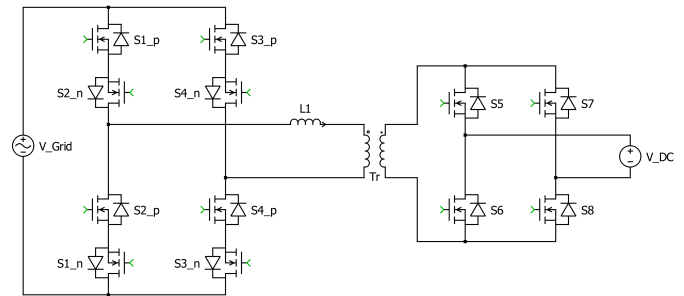 S1_p
S3_p
S2_n
S4_n
L1
S5
S7
V_Grid
V_DC
Tr
S2_p
S4_p
S6
S8
S1_n
S3_n